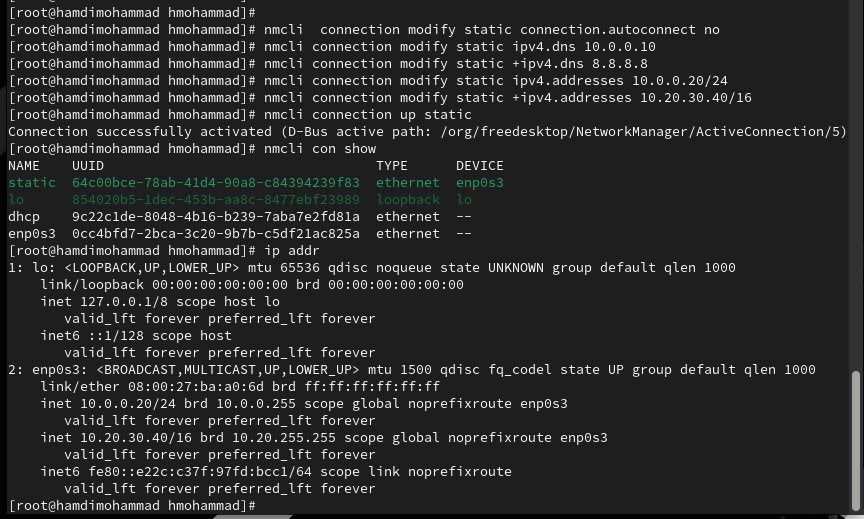 [root@hamdimohammad hmohammad]#
[root@hamdimohammad hmohammad]# nmcli  connection modify static connection.autoconnect no
[root@hamdimohammad hmohammad]# nmcli connection modify static ipv4.dns 10.0.0.10
[root@hamdimohammad hmohammad]# nmcli connection modify static +ipv4.dns 8.8.8.8
[root@hamdimohammad hmohammad]# nmcli connection modify static ipv4.addresses 10.0.0.20/24
[root@hamdimohammad hmohammad]# nmcli connection modify static +ipv4.addresses 10.20.30.40/16
[root@hamdimohammad hmohammad]# nmcli connection up static
Connection successfully activated (D-Bus active path: /org/freedesktop/NetworkManager/ActiveConnection/5)
[root@hamdimohammad hmohammad]# nmcli con show
NAME    UUID                                  TYPE      DEVICE
static  64c00bce-78ab-41d4-90a8-c84394239f83  ethernet  enp0s3
lo      854020b5-1dec-453b-aa8c-8477ebf23989  loopback  lo
dhcp    9c22c1de-8048-4b16-b239-7aba7e2fd81a  ethernet  --
enp0s3  0cc4bfd7-2bca-3c20-9b7b-c5df21ac825a  ethernet  --
[root@hamdimohammad hmohammad]# ip addr
1: lo: <LOOPBACK,UP,LOWER_UP> mtu 65536 qdisc noqueue state UNKNOWN group default qlen 1000
    link/loopback 00:00:00:00:00:00 brd 00:00:00:00:00:00
    inet 127.0.0.1/8 scope host lo
       valid_lft forever preferred_lft forever
    inet6 ::1/128 scope host
       valid_lft forever preferred_lft forever
2: enp0s3: <BROADCAST,MULTICAST,UP,LOWER_UP> mtu 1500 qdisc fq_codel state UP group default qlen 1000
    link/ether 08:00:27:ba:a0:6d brd ff:ff:ff:ff:ff:ff
    inet 10.0.0.20/24 brd 10.0.0.255 scope global noprefixroute enp0s3
       valid_lft forever preferred_lft forever
    inet 10.20.30.40/16 brd 10.20.255.255 scope global noprefixroute enp0s3
       valid_lft forever preferred_lft forever
    inet6 fe80::e22c:c37f:97fd:bcc1/64 scope link noprefixroute
       valid_lft forever preferred_lft forever
[root@hamdimohammad hmohammad]#